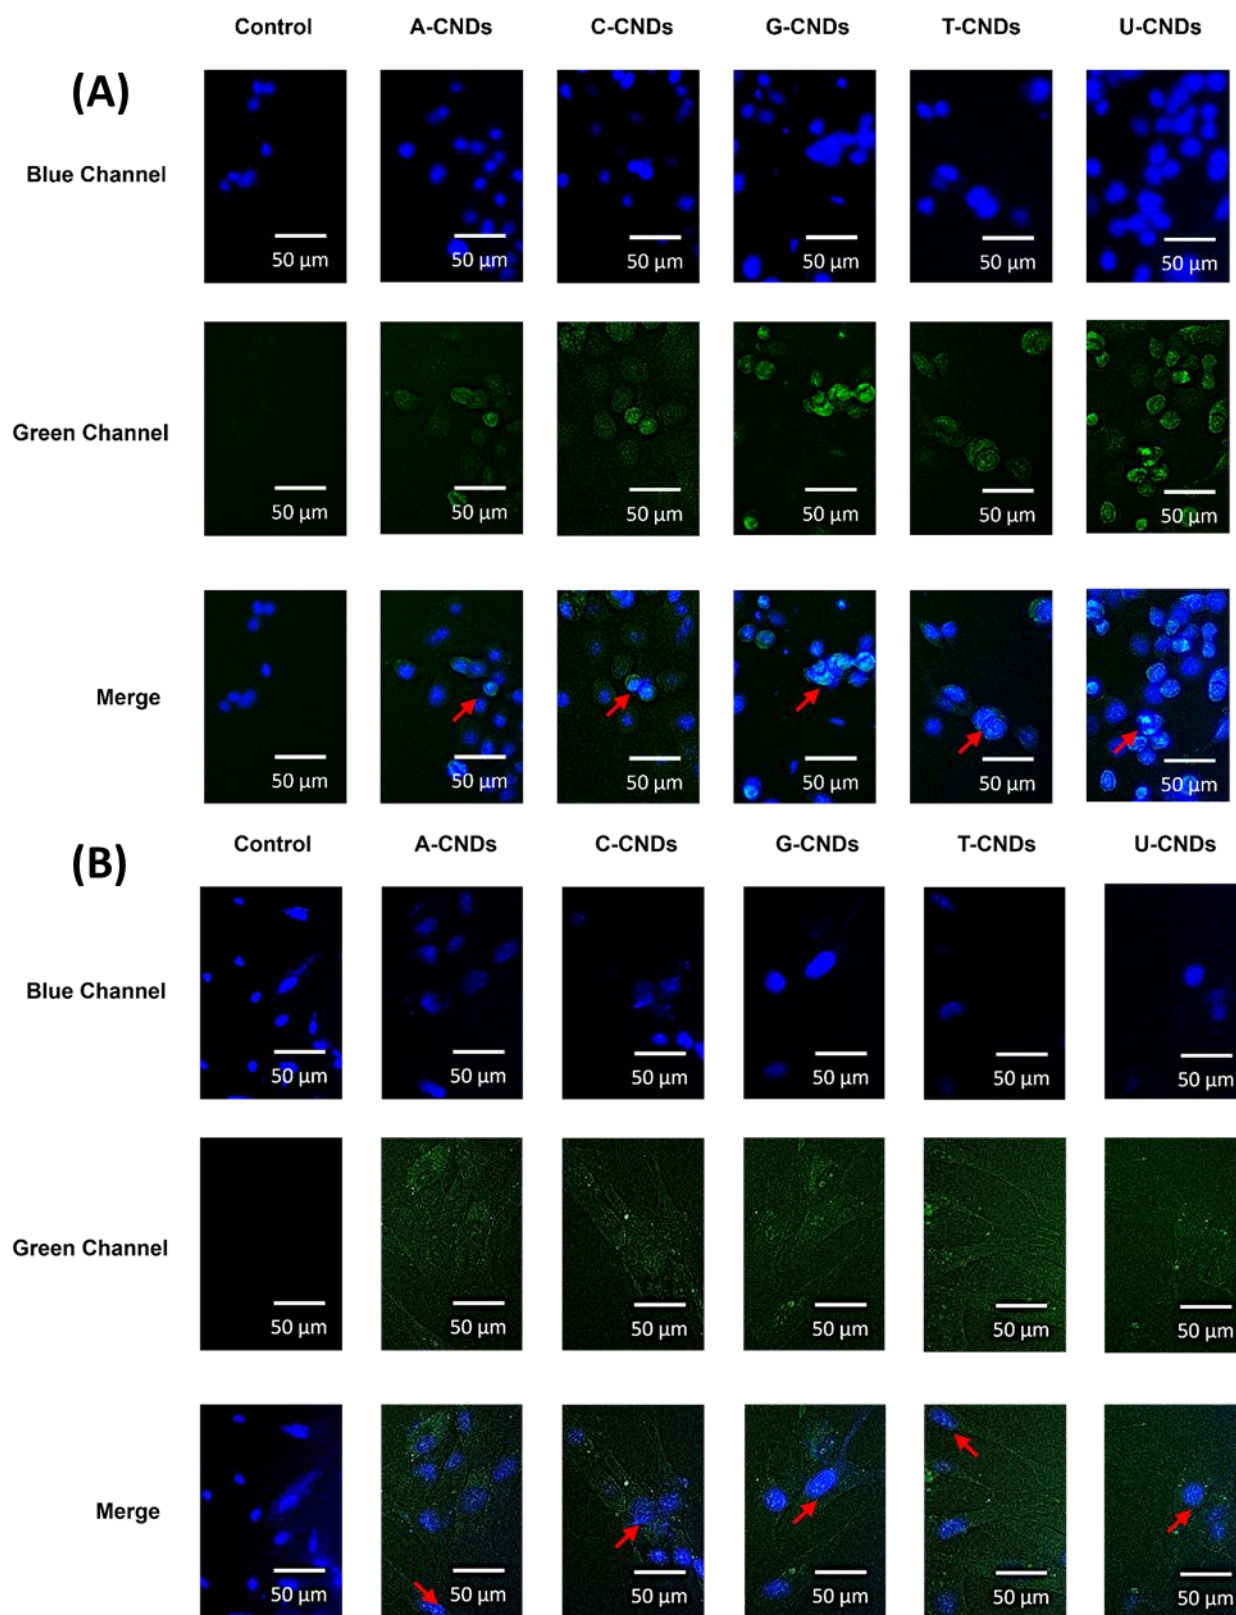 Control A-CNDs C-CNDs G-CNDs T-CNDs U-CNDs
(A)
Blue Channel
50 µm 50 µm 50 µm 50 µm 50 µm 50 µm
Green Channel
50 µm 50 µm 50 µm 50 µm 50 µm 50 µm
Merge
50 µm 50 µm 50 µm 50 µm 50 µm 50 µm
Control A-CNDs C-CNDs G-CNDs T-CNDs U-CNDs
(B)
Blue Channel
50 µm 50 µm 50 µm 50 µm 50 µm 50 µm
Green Channel
50 µm 50 µm 50 µm 50 µm 50 µm 50 µm
Merge
50 µm 50 µm 50 µm 50 µm 50 µm 50 µm